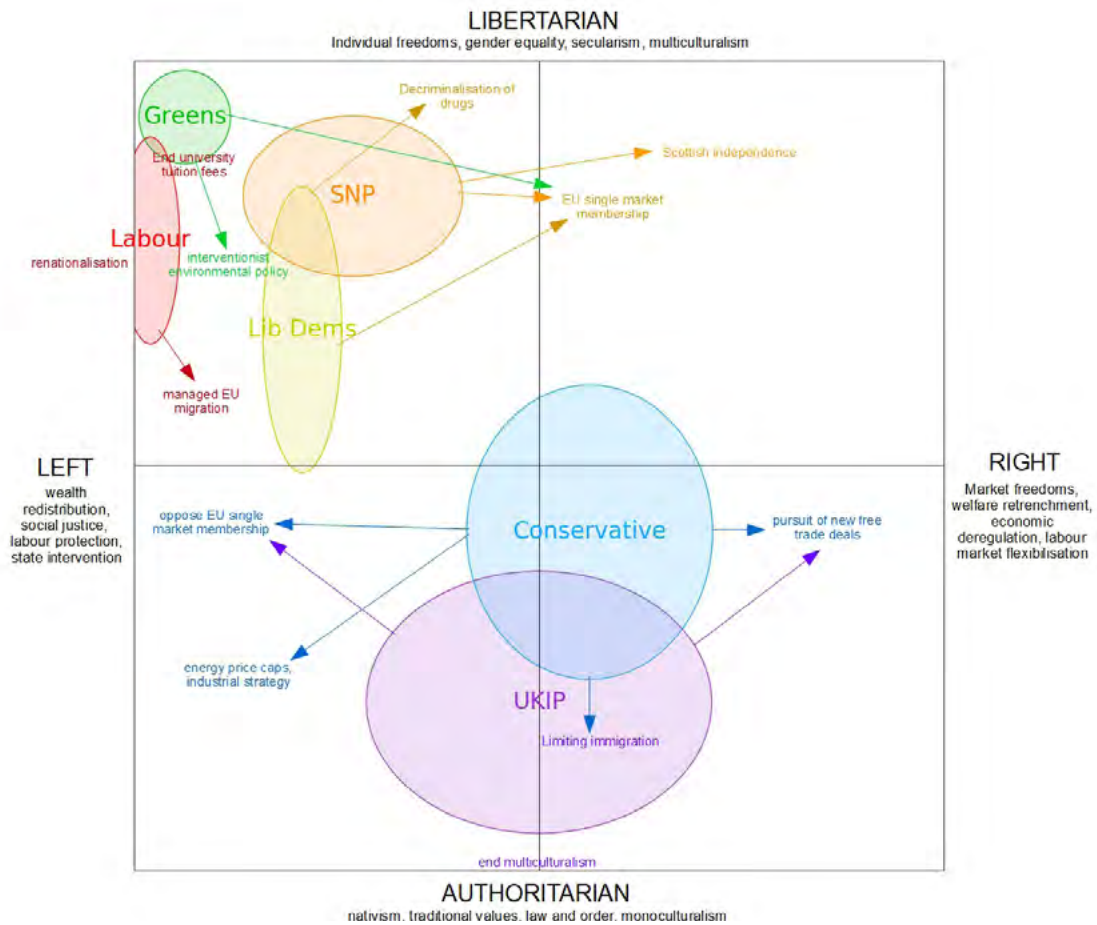 LIBERTARIAN
Individual freedoms, gender equality, secularism, multiculturalism
Decriminalisation of
drugs
Greens
End university
tuition fees
Scottish independence
SNP
EU single market
membership
Labour
renationalisation
interventionist
environmental policy
Lib Dems
managed EU
migration
LEFT
wealth
redistribution,
social justice,
labour protection,
state intervention
RIGHT
Market freedoms,
welfare retrenchment,
economic
deregulation, labour
market flexibilisation
oppose EU single
market membership
Conservative
pursuit of new free
trade deals
energy price caps,
industrial strategy
UKIP
Limiting immigration
end multiculturalism
AUTHORITARIAN
nativism, traditional values, law and order, monoculturalism